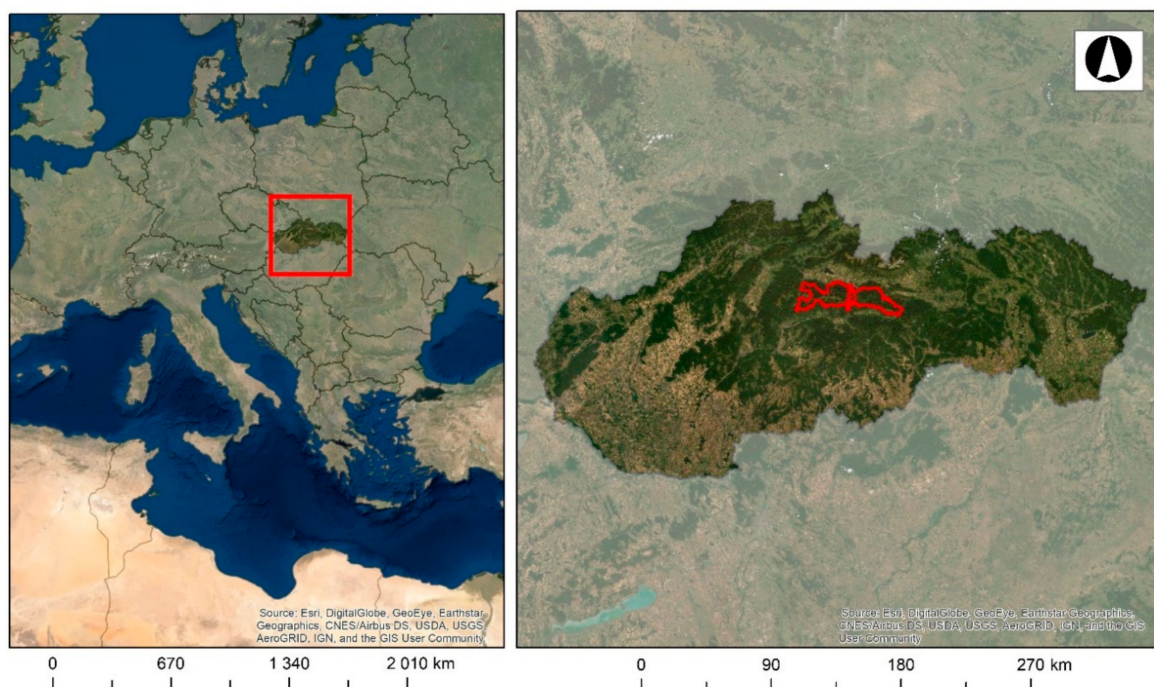 Source: Esri, DigitalGlobe, GeoEye, Earthstar
Geographics, CNES/Airbus DS, USDA, USGS,
AeroGRID, IGN, and the GIS User Community
Source: Esri, DigitalGlobe, GeoEye, Earthstar Geographics,
CNES/Airbus DS, USDA, USGS, AeroGRID, IGN, and the GIS
User Community
0 670 1 340 2 010 km
0 90 180 270 km